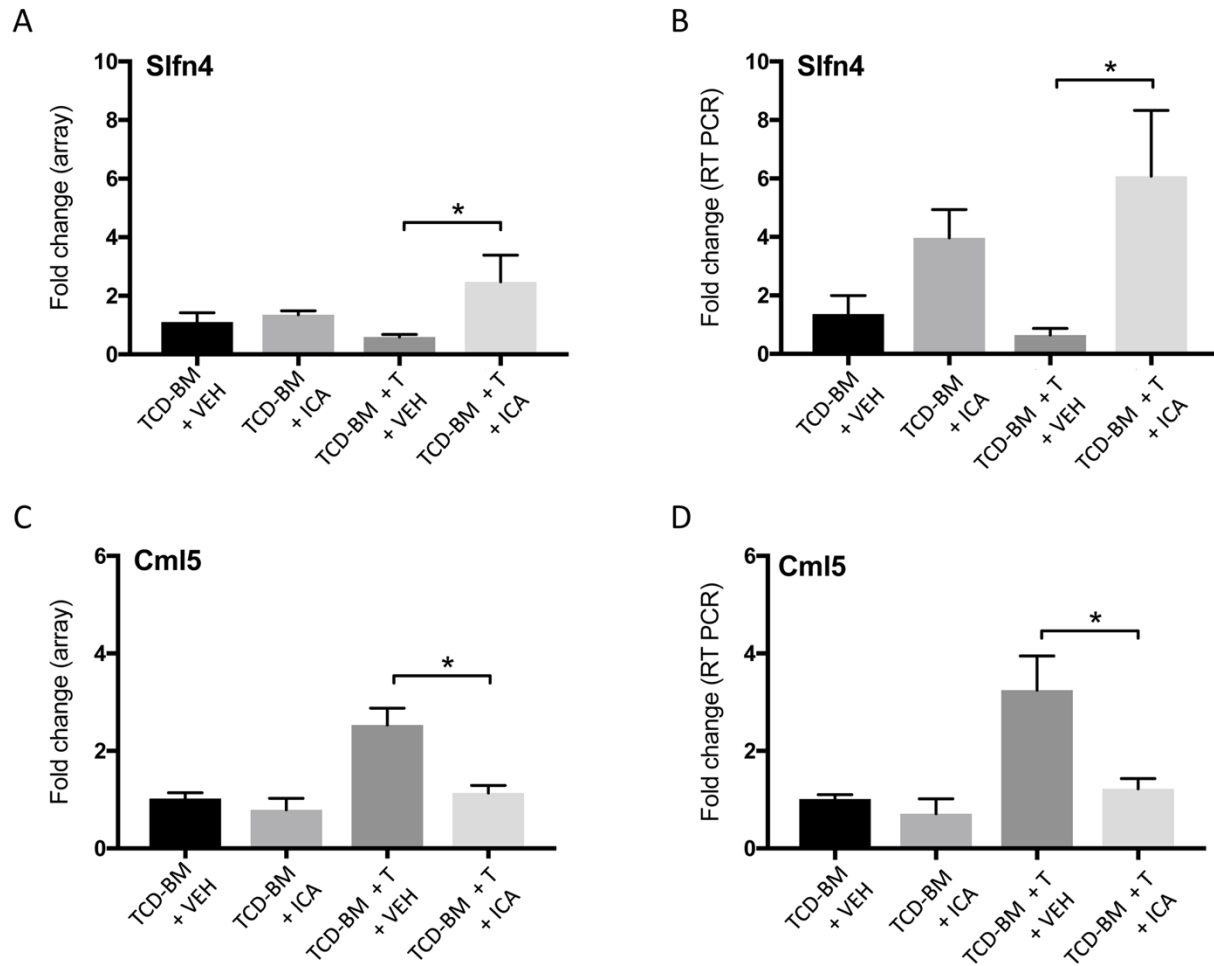 A
Slfn4
Fold change (array)
10
8
6
4
2
0
*
TCD-BM
+ VEH
TCD-BM
+ ICA
TCD-BM + T
+ VEH
TCD-BM + T
+ ICA
B
Slfn4
Fold change (RT PCR)
10
8
6
4
2
0
*
TCD-BM
+ VEH
TCD-BM
+ ICA
TCD-BM + T
+ VEH
TCD-BM + T
+ ICA
C
Cml5
Fold change (array)
6
4
2
0
*
TCD-BM
+ VEH
TCD-BM
+ ICA
TCD-BM + T
+ VEH
TCD-BM + T
+ ICA
D
Cml5
Fold change (RT PCR)
6
4
2
0
*
TCD-BM
+ VEH
TCD-BM
+ ICA
TCD-BM + T
+ VEH
TCD-BM + T
+ ICA